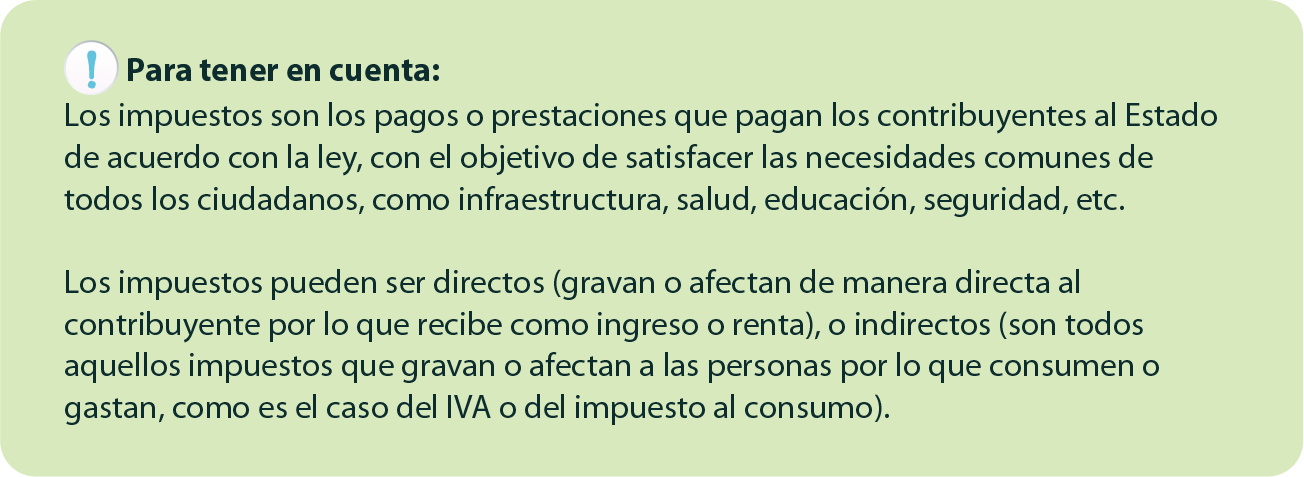 ! Para tener en cuenta:
Los impuestos son los pagos o prestaciones que pagan los contribuyentes al Estado
de acuerdo con la ley, con el objetivo de satisfacer las necesidades comunes de
todos los ciudadanos, como infraestructura, salud, educación, seguridad, etc.
Los impuestos pueden ser directos (gravan o afectan de manera directa al
contribuyente por lo que recibe como ingreso o renta), o indirectos (son todos
aquellos impuestos que gravan o afectan a las personas por lo que consumen o
gastan, como es el caso del IVA o del impuesto al consumo).